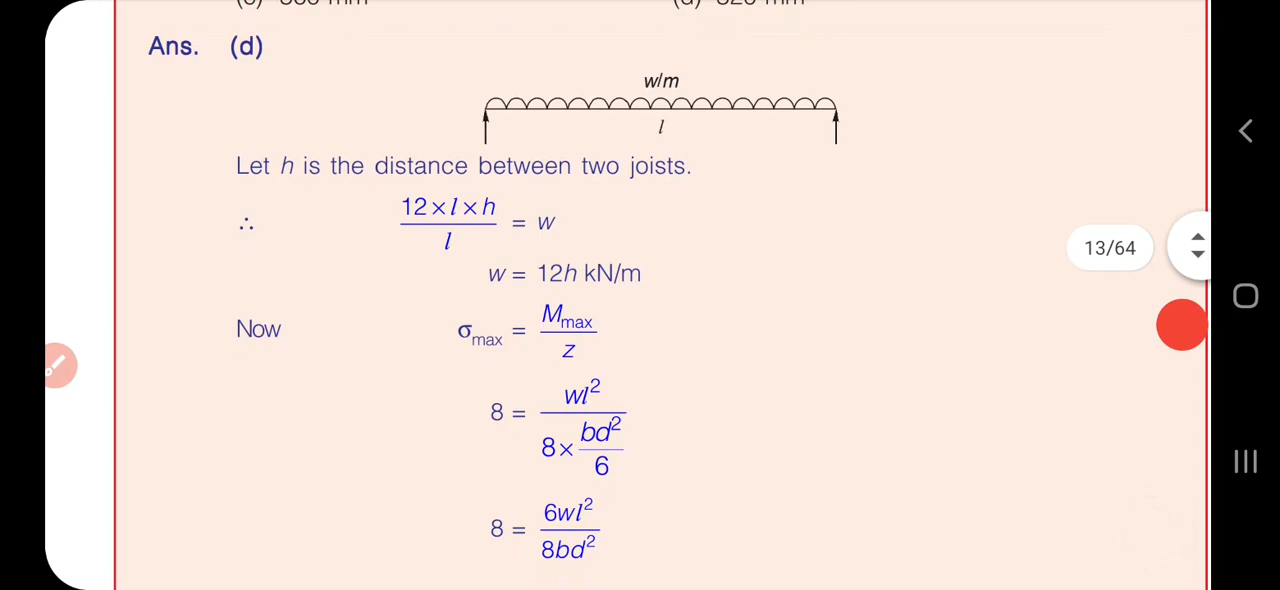 Ans. (d)
w/m
l
Let h is the distance between two joists.
∴ 12 × l × h / l = w
w = 12h kN/m
13/64
Now σmax = Mmax / z
8 = wl² / (8 × bd²/6)
8 = 6wl² / 8bd²